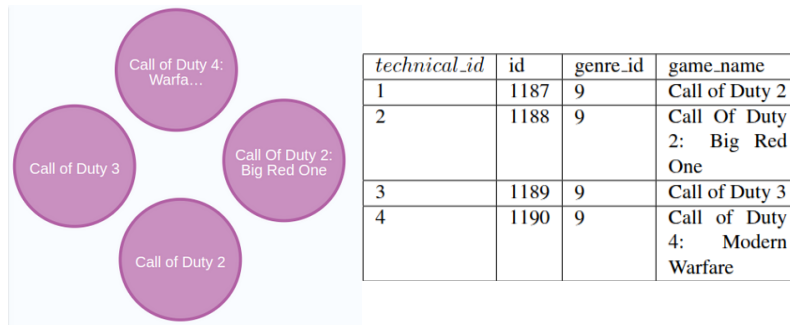 Call of Duty 4:
Warfa...
Call of Duty 3
Call Of Duty 2:
Big Red One
Call of Duty 2
technical_id id genre_id game_name
1 1187 9 Call of Duty 2
2 1188 9 Call Of Duty
2: Big Red
One
3 1189 9 Call of Duty 3
4 1190 9 Call of Duty
4: Modern
Warfare